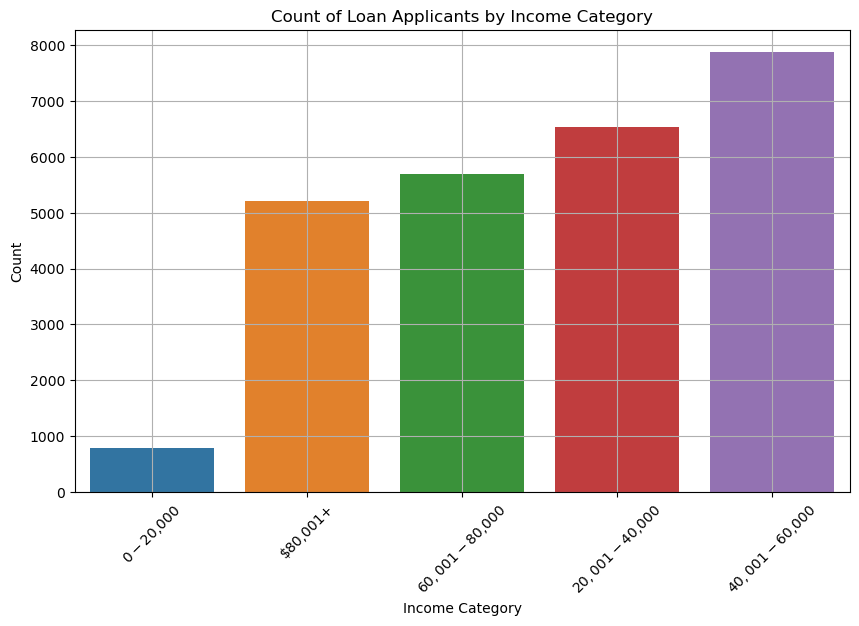 Count of Loan Applicants by Income Category
8000
7000
6000
5000
4000
3000
2000
1000
0
Count
0 − 20,000
$80,001+
60,001 − 80,000
20,001 − 40,000
40,001 − 60,000
Income Category